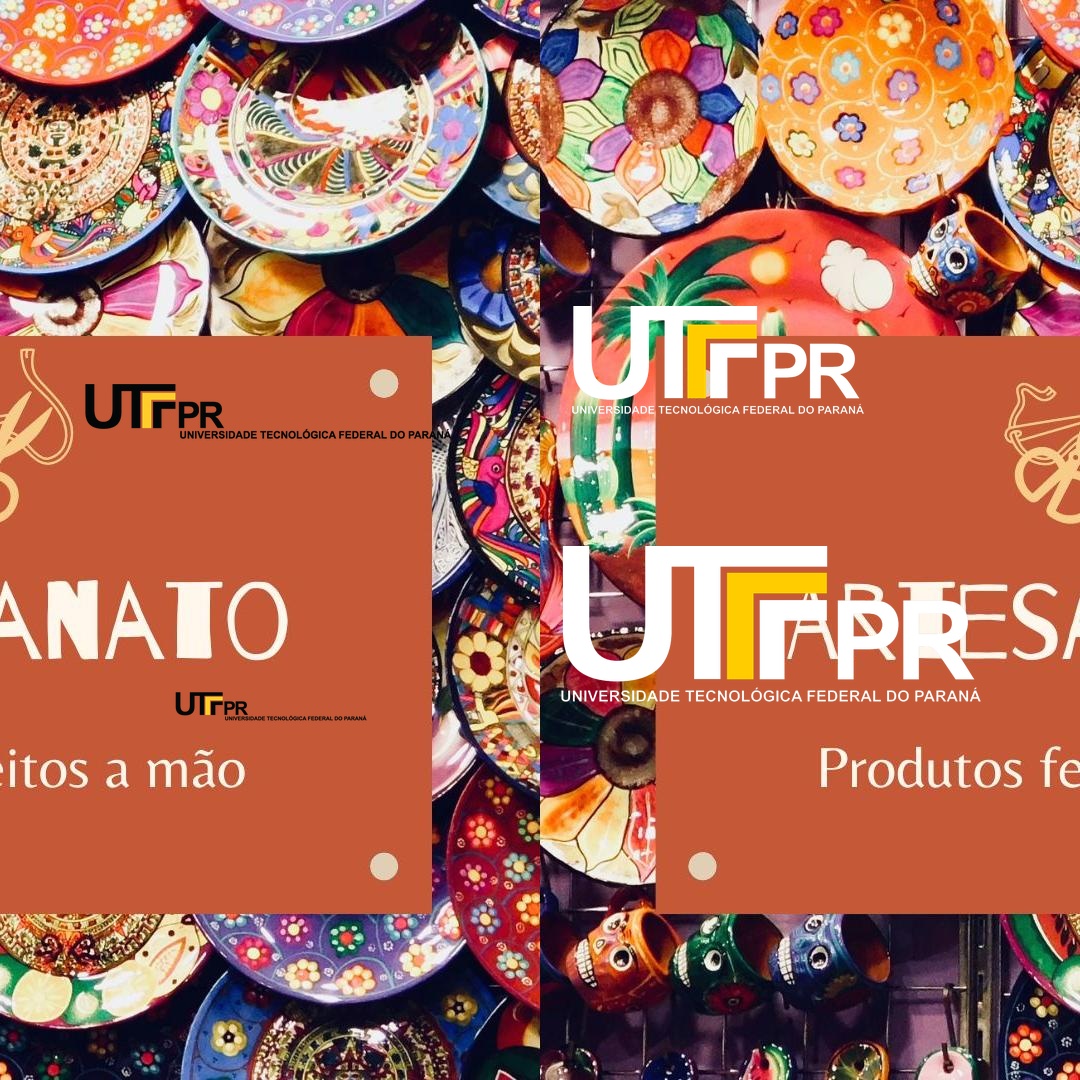 UTFPR
UNIVERSIDADE TECNOLÓGICA FEDERAL DO PARANÁ
ANATO
UTFPR
UNIVERSIDADE TECNOLÓGICA FEDERAL DO PARANÁ
eitos a mão
UTFPR
UNIVERSIDADE TECNOLÓGICA FEDERAL DO PARANÁ
ARTESA
UTFPR
UNIVERSIDADE TECNOLÓGICA FEDERAL DO PARANÁ
Produtos fe